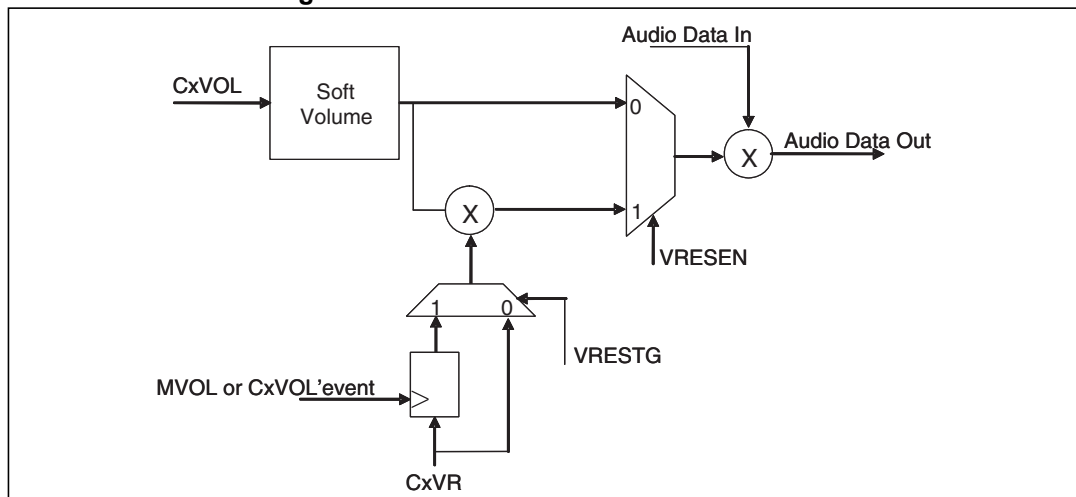 Audio Data In
CxVOL
Soft
Volume
0
X
Audio Data Out
X
1
VRESEN
1
0
VRESTG
MVOL or CxVOL'event
CxVR